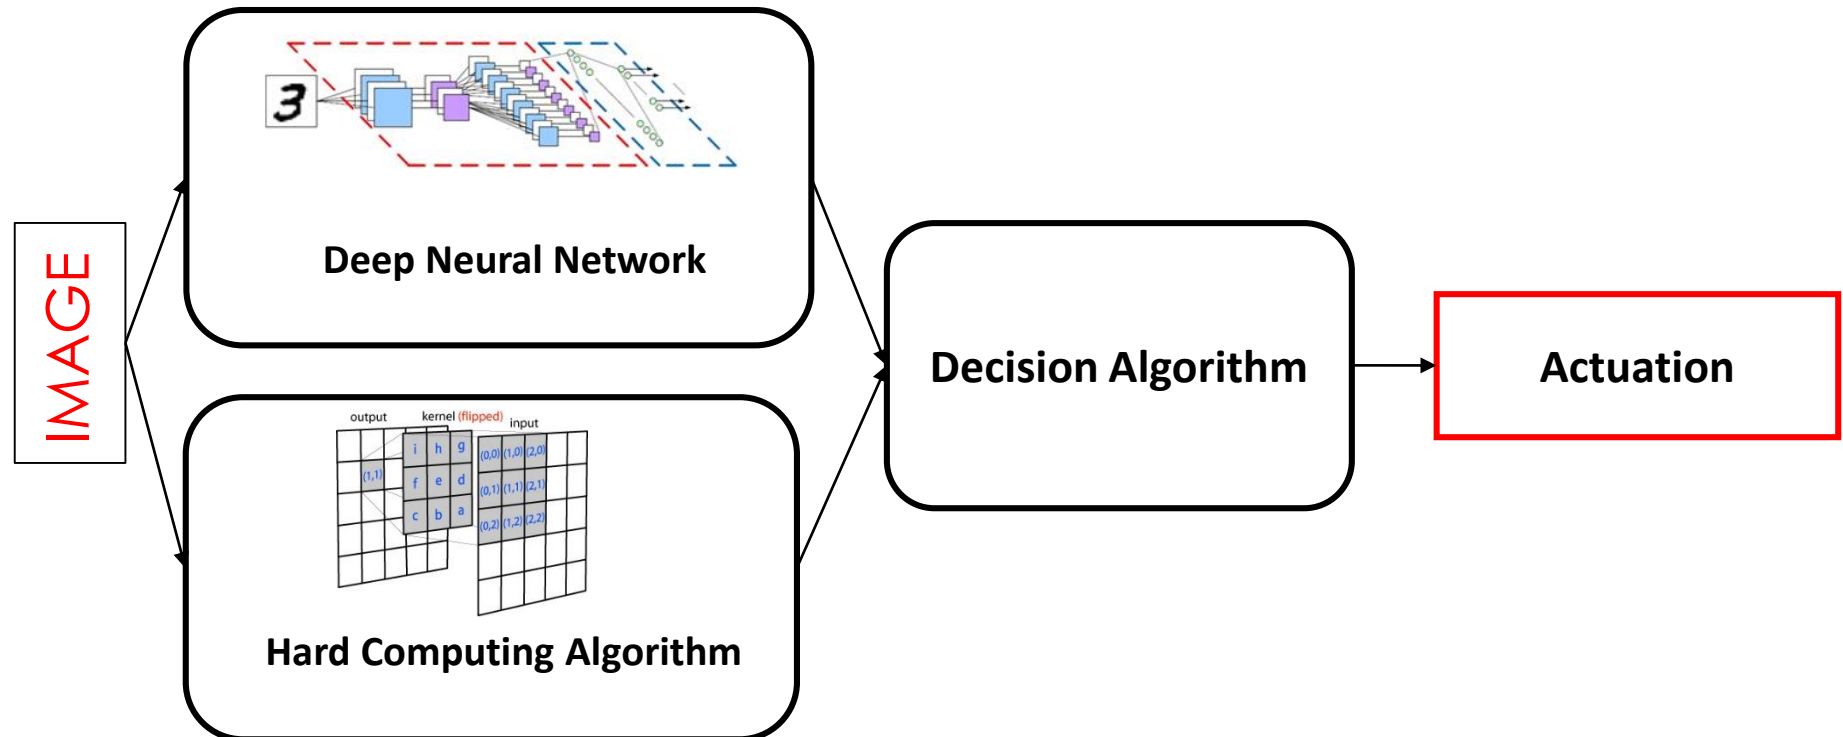 IMAGE
3
Deep Neural Network
output
kernel (flipped)
input
i h g
f e d
c b a
(1,1)
(0,0) (1,0) (2,0)
(0,1) (1,1) (2,1)
(0,2) (1,2) (2,2)
Hard Computing Algorithm
Decision Algorithm
Actuation